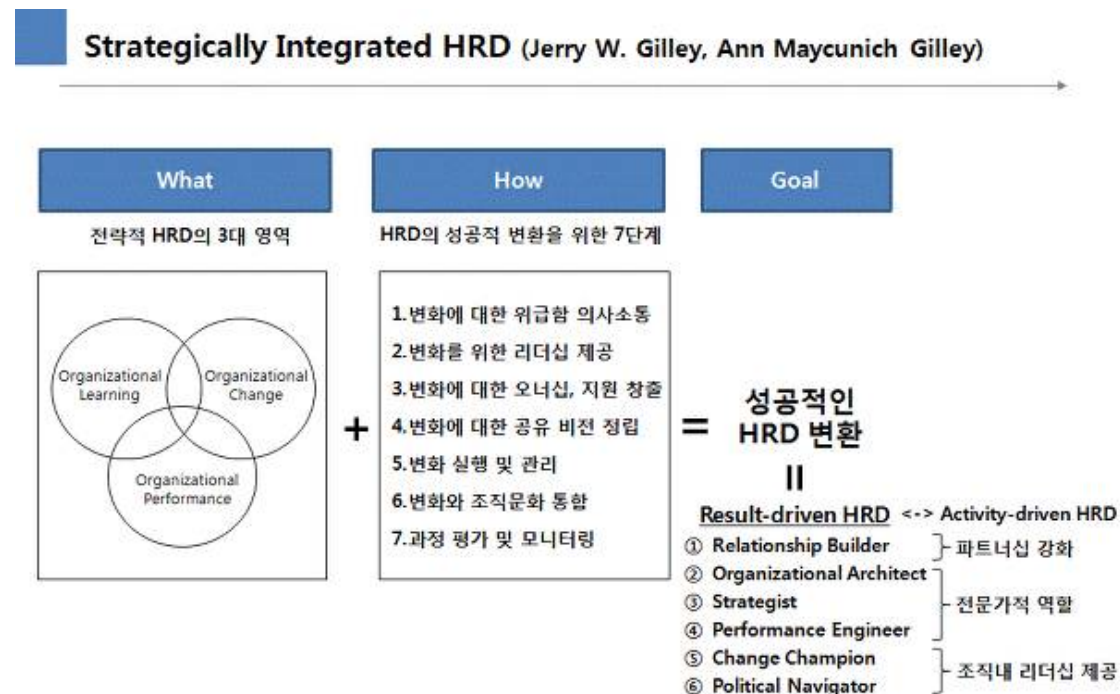 Strategically Integrated HRD (Jerry W. Gilley, Ann Maycunich Gilley)
What
How
Goal
전략적 HRD의 3대 영역
HRD의 성공적 변환을 위한 7단계
Organizational
Learning
Organizational
Change
Organizational
Performance
+
1.변화에 대한 위급함 의사소통
2.변화를 위한 리더십 제공
3.변화에 대한 오너십, 지원 창출
4.변화에 대한 공유 비전 정립
5.변화 실행 및 관리
6.변화와 조직문화 통합
7.과정 평가 및 모니터링
=
성공적인
HRD 변환
=
Result-driven HRD <-> Activity-driven HRD
① Relationship Builder 파트너십 강화
② Organizational Architect
③ Strategist 전문가적 역할
④ Performance Engineer
⑤ Change Champion
조직내 리더십 제공
⑥ Political Navigator